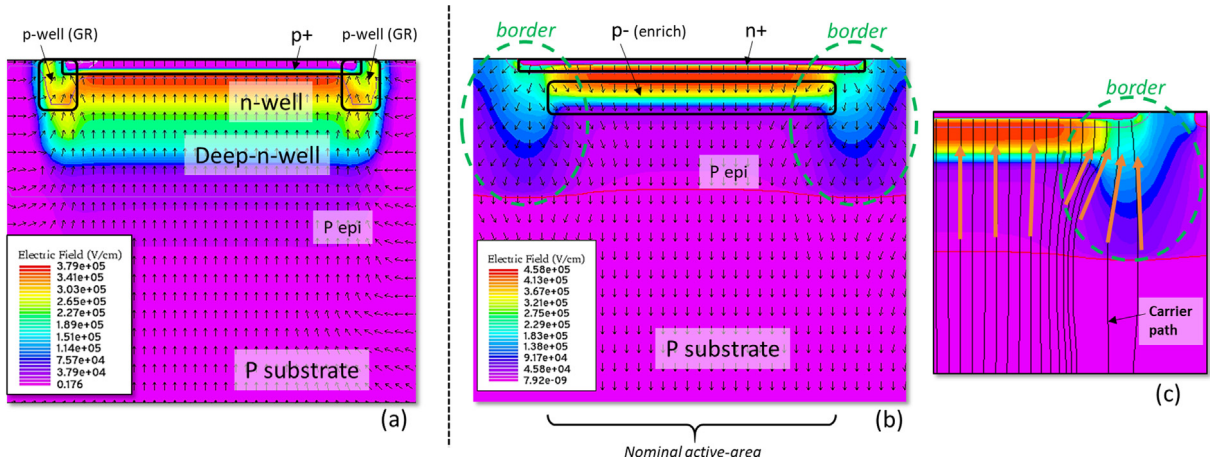 p-well (GR)
p+
p-well (GR)
n-well
Deep-n-well
P epi
Electric Field (V/cm)
3.79e+05
3.41e+05
3.03e+05
2.65e+05
2.27e+05
1.89e+05
1.51e+05
1.14e+05
7.57e+04
3.79e+04
0.176
P substrate
(a)
border
p- (enrich)
n+
border
P epi
Electric Field (V/cm)
4.58e+05
4.13e+05
3.67e+05
3.21e+05
2.75e+05
2.29e+05
1.83e+05
1.38e+05
9.17e+04
4.58e+04
7.92e-09
P substrate
(b)
Nominal active-area
border
Carrier
path
(c)